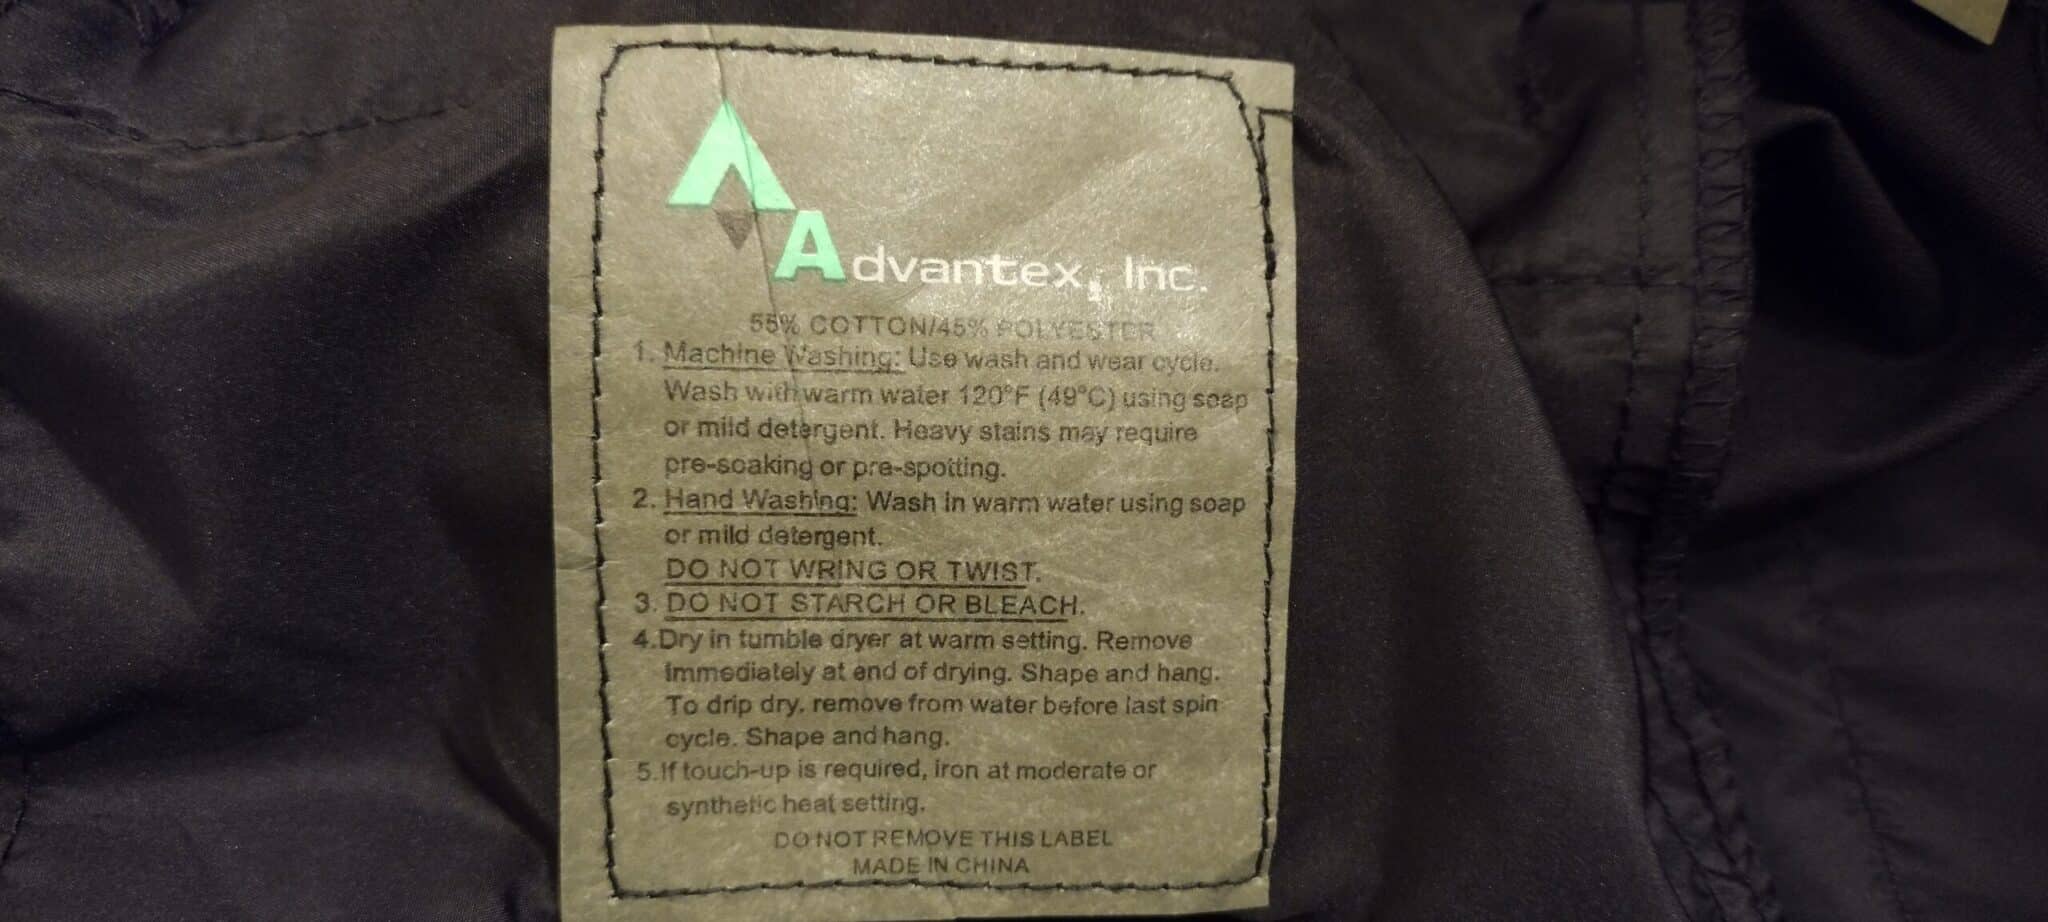 Advantex, Inc.
55% COTTON/45% POLYESTER
1. Machine Washing: Use wash and wear cycle.
Wash with warm water 120°F (49°C) using soap
or mild detergent. Heavy stains may require
pre-soaking or pre-spotting.
2. Hand Washing: Wash in warm water using soap
or mild detergent.
DO NOT WRING OR TWIST.
3. DO NOT STARCH OR BLEACH.
4.Dry in tumble dryer at warm setting. Remove
immediately at end of drying. Shape and hang.
To drip dry, remove from water before last spin
cycle. Shape and hang.
5.If touch-up is required, iron at moderate or
synthetic heat setting.
DO NOT REMOVE THIS LABEL
MADE IN CHINA